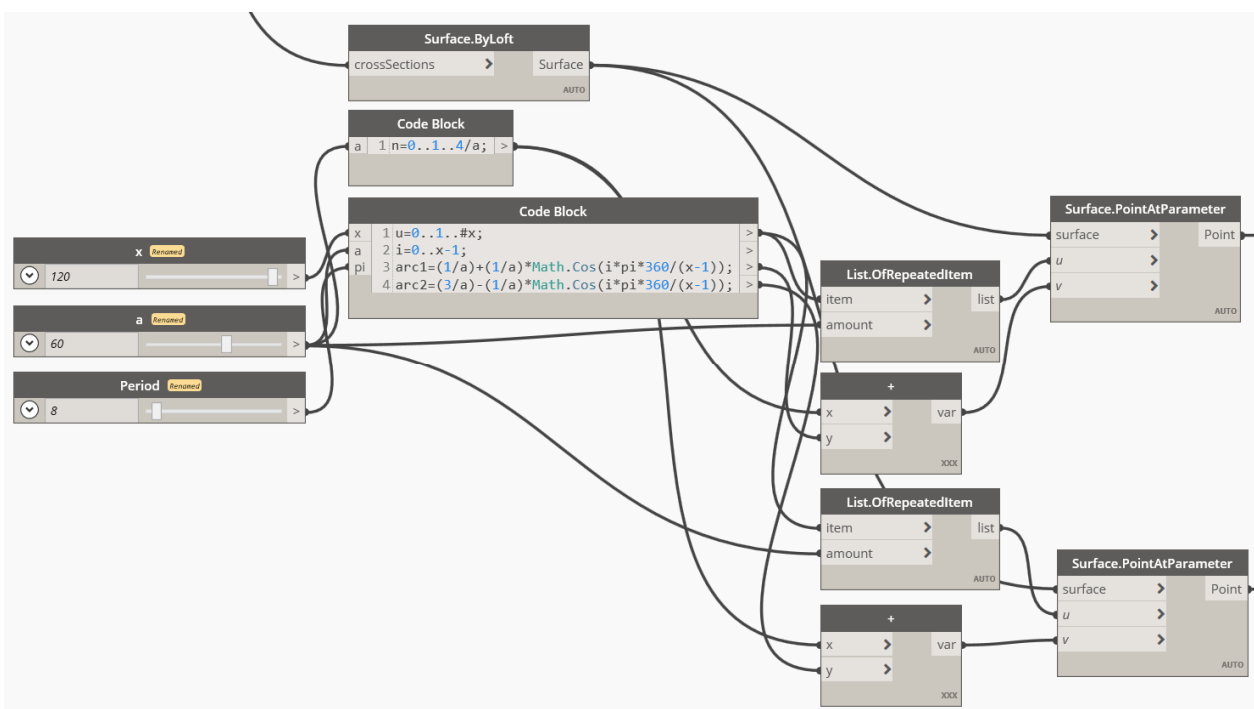 Surface.ByLoft
crossSections > Surface
AUTO
Code Block
a 1 n=0..1..4/a; >
Code Block
x 1 u=0..1..#x; >
a 2 i=0..x-1; >
pi 3 arc1=(1/a)+(1/a)*Math.Cos(i*pi*360/(x-1)); >
4 arc2=(3/a)-(1/a)*Math.Cos(i*pi*360/(x-1)); >
x Renamed
120 >
a Renamed
60 >
Period Renamed
8 >
List.OfRepeatedItem
item > list
amount >
AUTO
+
x > var
y >
XXX
List.OfRepeatedItem
item > list
amount >
AUTO
+
x > var
y >
XXX
Surface.PointAtParameter
surface > Point
u >
v >
AUTO
Surface.PointAtParameter
surface > Point
u >
v >
AUTO